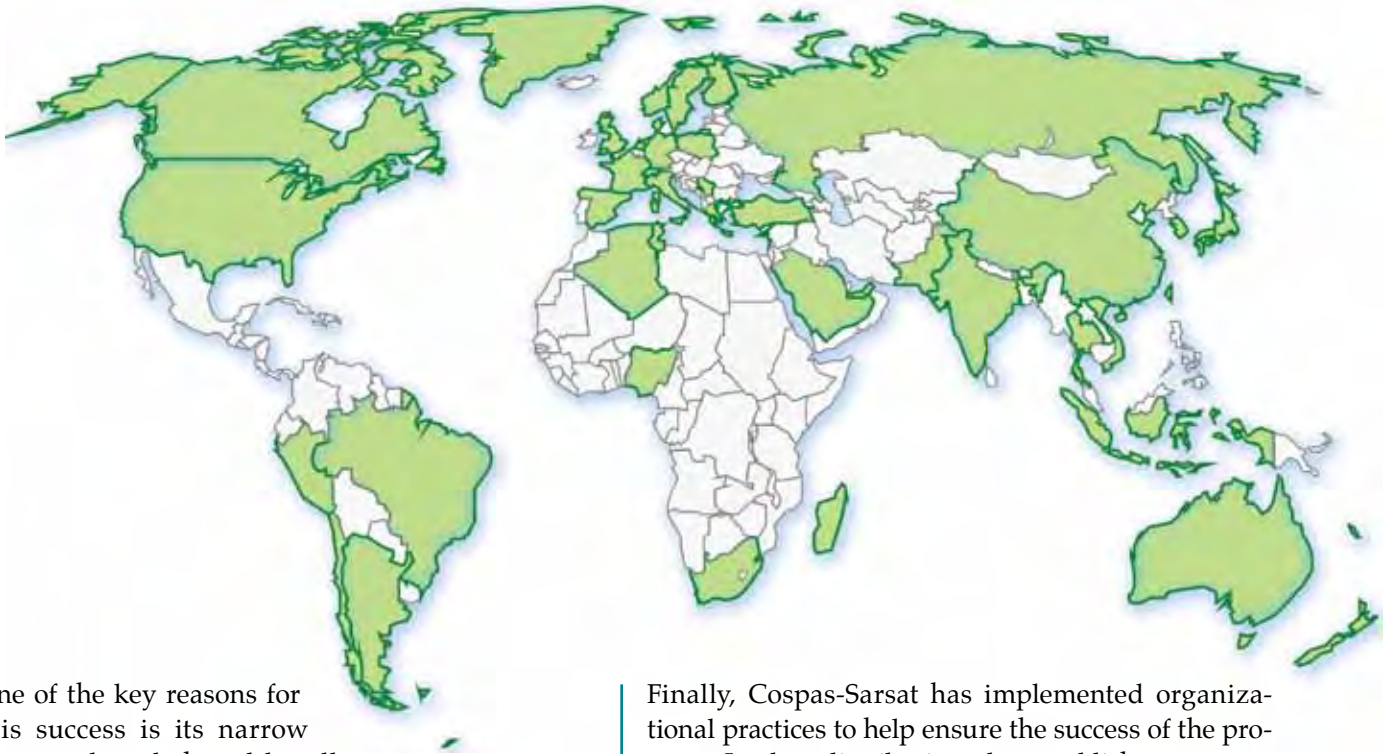 ne of the key reasons for
is success is its narrow
Finally, Cospas-Sarsat has implemented organiza-
tional practices to help ensure the success of the pro-